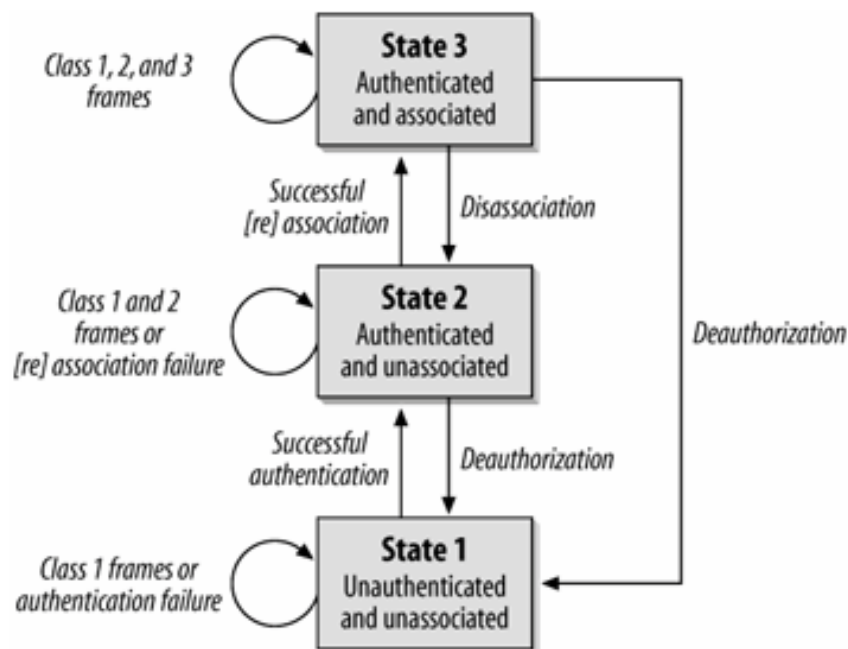 State 3
Authenticated
and associated
Class 1, 2, and 3
frames
Successful
[re] association
Disassociation
State 2
Authenticated
and unassociated
Class 1 and 2
frames or
[re] association failure
Deauthorization
Successful
authentication
Deauthorization
State 1
Unauthenticated
and unassociated
Class 1 frames or
authentication failure